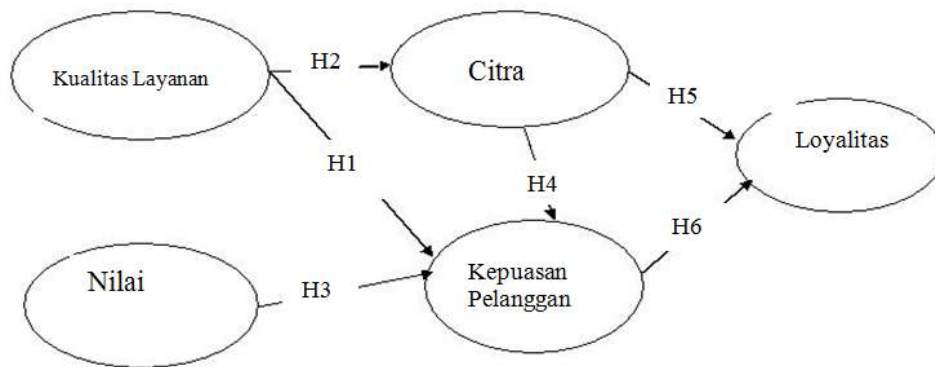 H2
Kualitas Layanan
Citra
H5
Loyalitas
H1
H4
H6
Nilai
H3
Kepuasan
Pelanggan